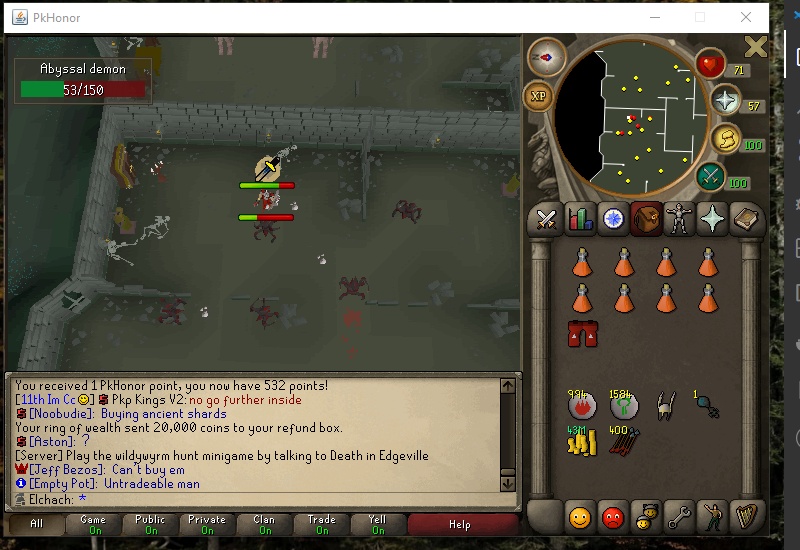 PkHonor
Abyssal demon
53/150
XP
71
57
100
100
994
1584
1
43M
400
You received 1 PkHonor point, you now have 532 points!
[11th Im Cc] Pkp Kings V2: no go further inside
[Noobudie]: Buying ancient shards
Your ring of wealth sent 20,000 coins to your refund box.
[Aston]: ?
[Server] Play the wildywyrm hunt minigame by talking to Death in Edgeville
[Jeff Bezos]: Can't buy em
[Empty Pot]: Untradeable man
Elchach: *
All Game On Public On Private On Clan On Trade On Yell On Help